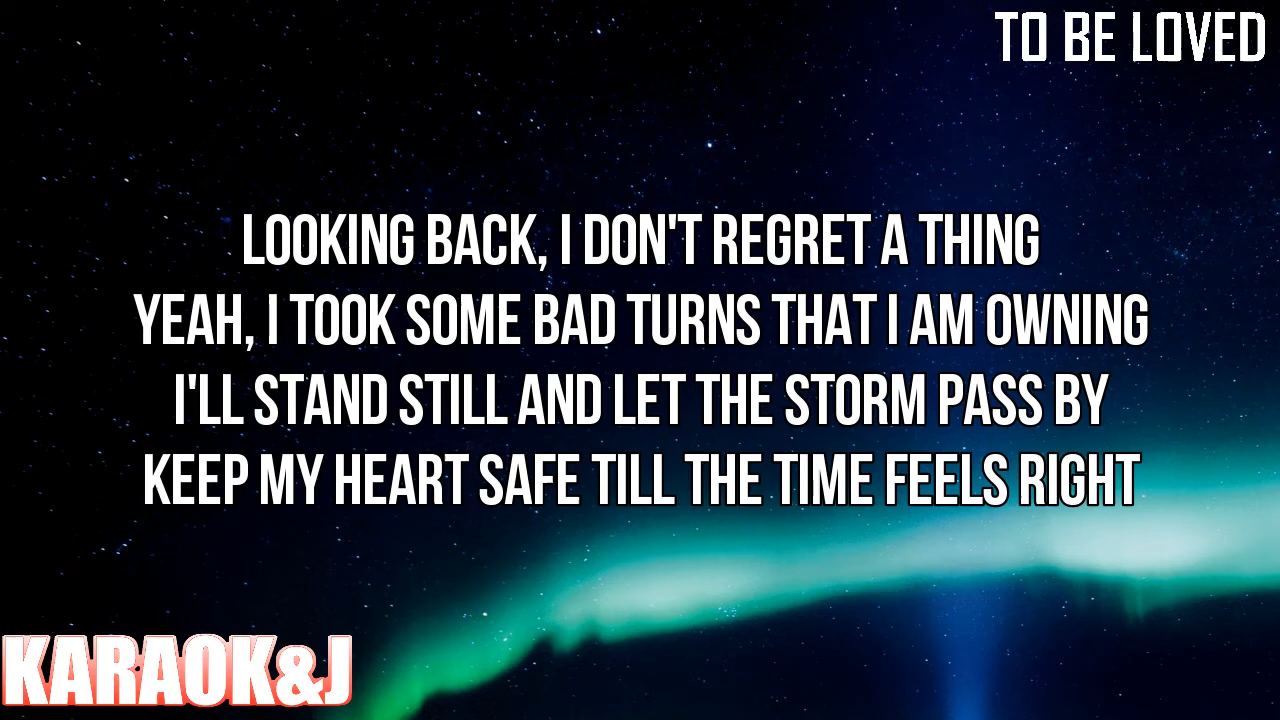 TO BE LOVED
LOOKING BACK, I DON'T REGRET A THING
YEAH, I TOOK SOME BAD TURNS THAT I AM OWNING
I'LL STAND STILL AND LET THE STORM PASS BY
KEEP MY HEART SAFE TILL THE TIME FEELS RIGHT
KARAOK&J